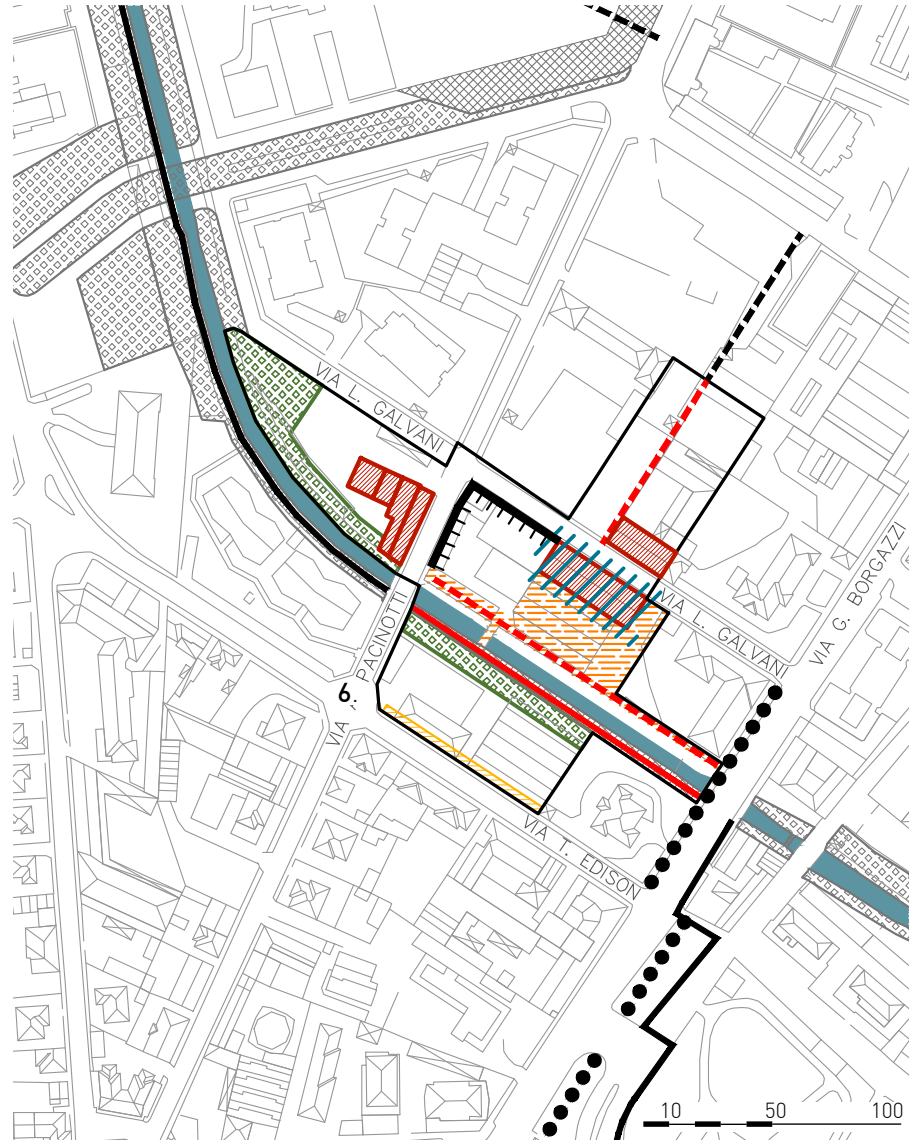 VIA L. GALVANI
VIA G. BORGAZZI
VIA L. GALVANI
VIA PACINOTTI
6.
VIA T. EDISON
10 50 100